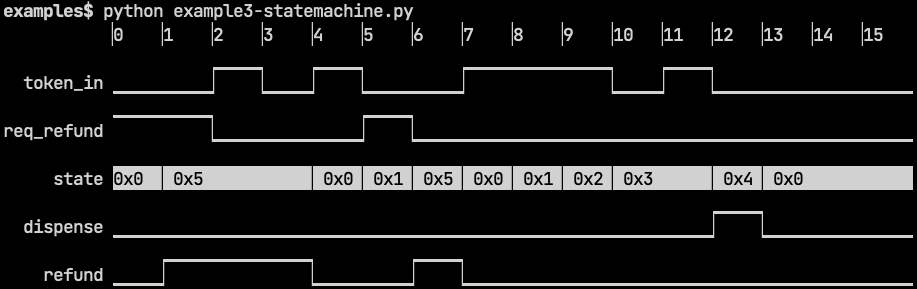 examples$ python example3-statemachine.py
0 1 2 3 4 5 6 7 8 9 10 11 12 13 14 15
token_in
req_refund
state 0x0 0x5 0x0 0x1 0x5 0x0 0x1 0x2 0x3 0x4 0x0
dispense
refund